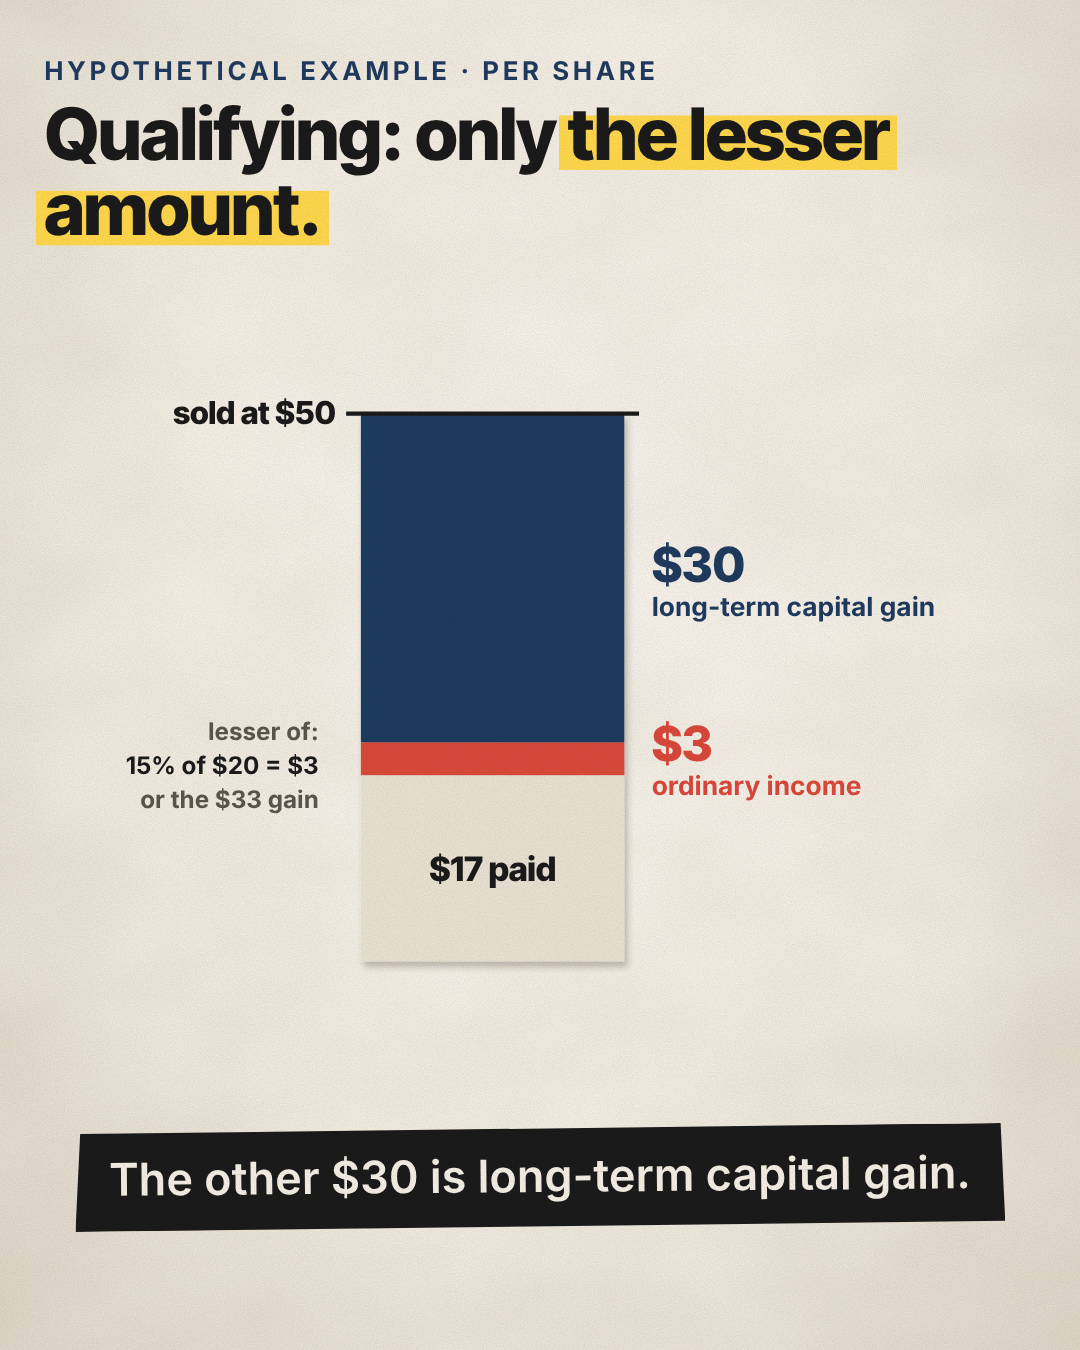 HYPOTHETICAL EXAMPLE · PER SHARE
Qualifying: only the lesser
amount.
sold at $50
$30
long-term capital gain
lesser of:
15% of $20 = $3
or the $33 gain
$3
ordinary income
$17 paid
The other $30 is long-term capital gain.